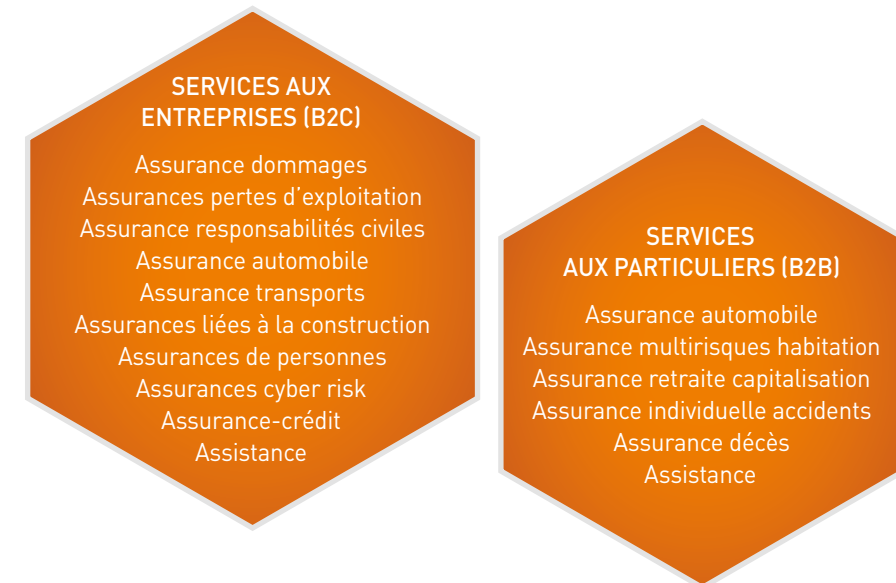 SERVICES AUX
ENTREPRISES (B2C)
Assurance dommages
Assurances pertes d'exploitation
Assurance responsabilités civiles
Assurance automobile
Assurance transports
Assurances liées à la construction
Assurances de personnes
Assurances cyber risk
Assurance-crédit
Assistance
SERVICES
AUX PARTICULIERS (B2B)
Assurance automobile
Assurance multirisques habitation
Assurance retraite capitalisation
Assurance individuelle accidents
Assurance décès
Assistance